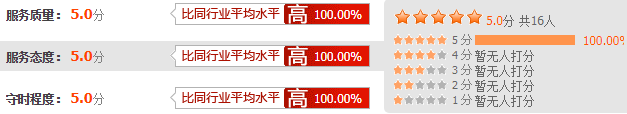 服务质量： 5.0分 比同行业平均水平 高 100.00%
服务态度： 5.0分 比同行业平均水平 高 100.00%
守时程度： 5.0分 比同行业平均水平 高 100.00%
5.0分 共16人
5分 100.00%
4分 暂无人打分
3分 暂无人打分
2分 暂无人打分
1分 暂无人打分